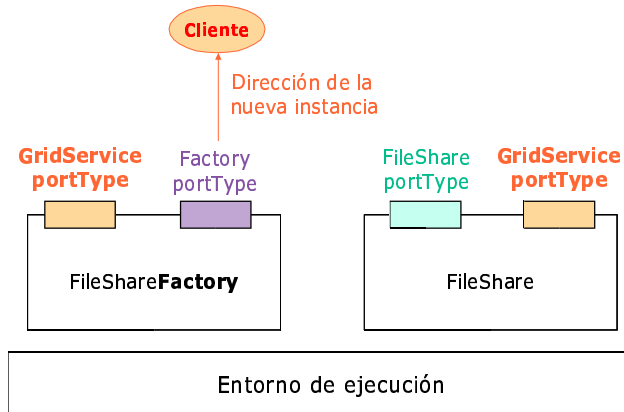 Cliente
Dirección de la
nueva instancia
GridService
portType
Factory
portType
FileShare
portType
GridService
portType
FileShareFactory
FileShare
Entorno de ejecución